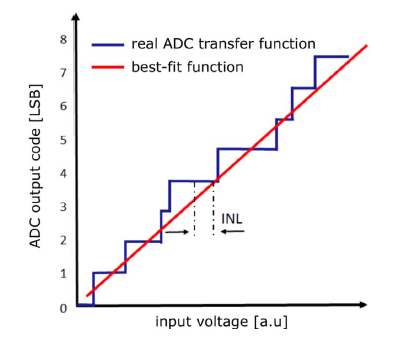 8
real ADC transfer function
7
best-fit function
6
5
4
3
2
1
0
INL
ADC output code [LSB]
input voltage [a.u]